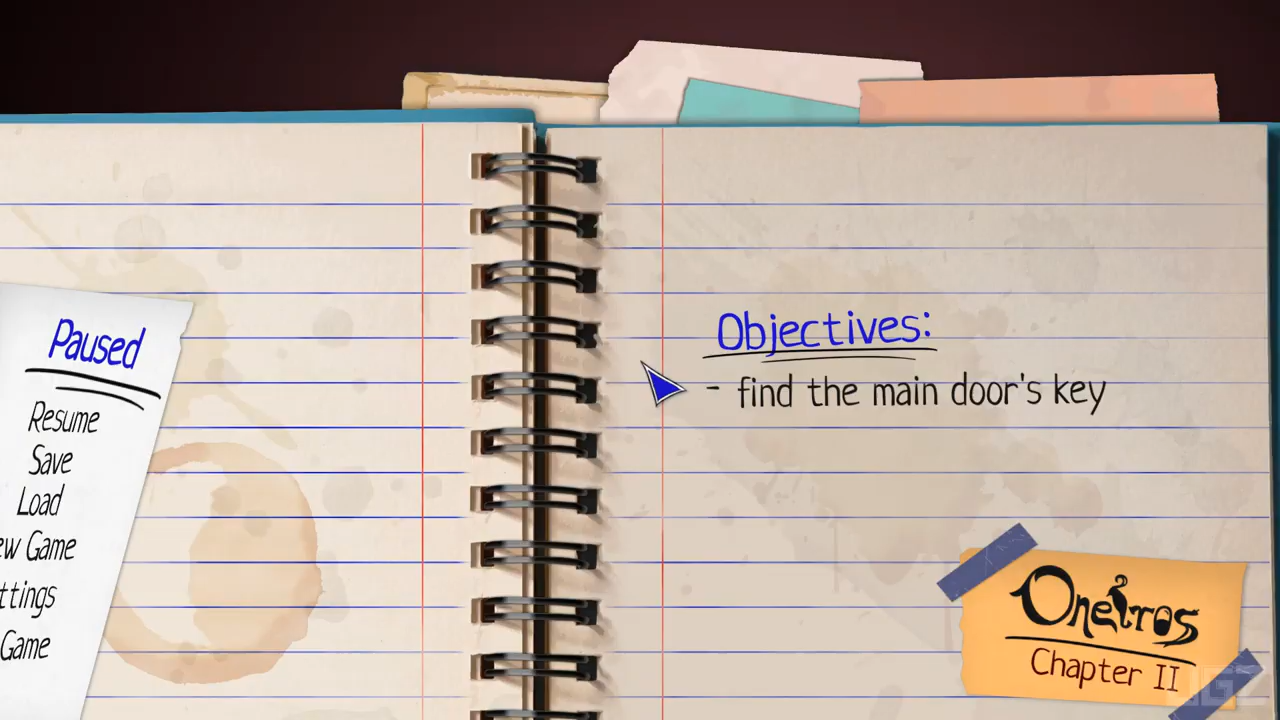 Paused
Resume
Save
Load
ew Game
ttings
Game
Objectives:
- find the main door's key
Oneiros
Chapter II